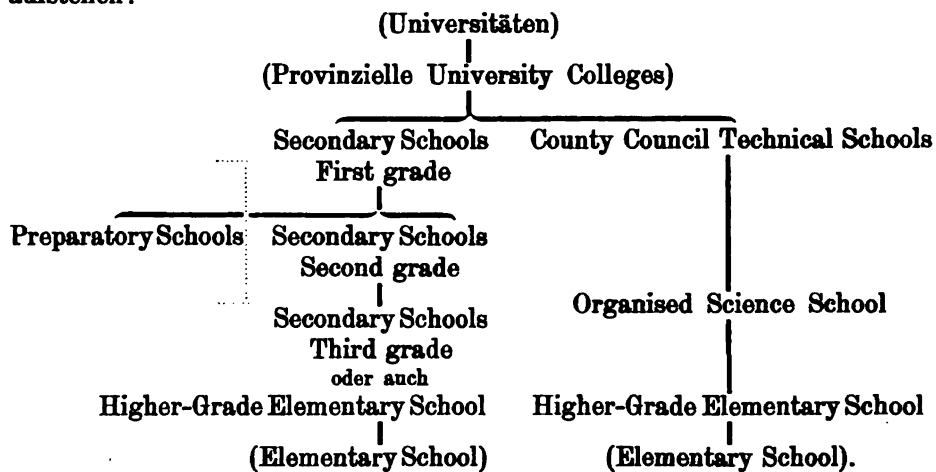 (Universitäten)
(Provinzielle University Colleges)
Secondary Schools County Council Technical Schools
First grade
Preparatory Schools Secondary Schools
Second grade
Organised Science School
Secondary Schools
Third grade
oder auch
Higher-Grade Elementary School Higher-Grade Elementary School
(Elementary School) (Elementary School).